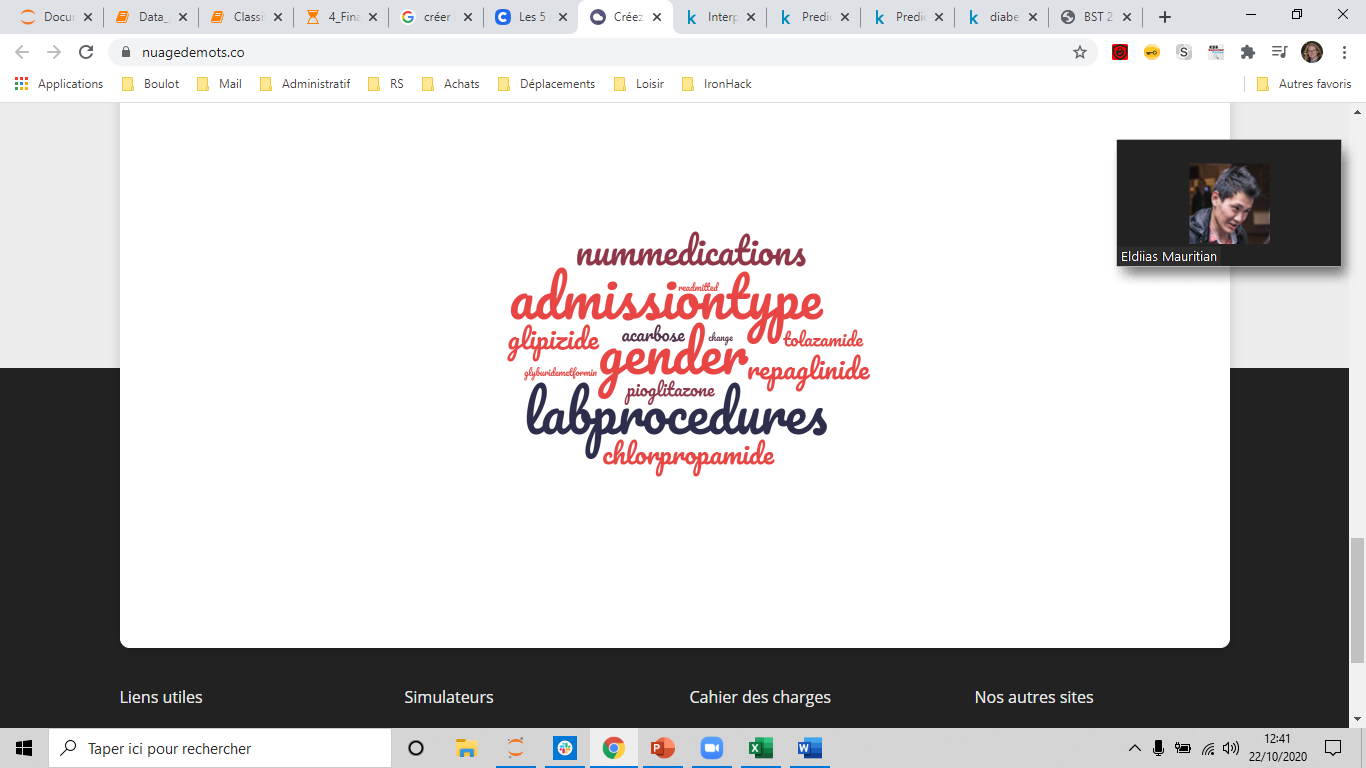 Docur
Data_
Classi
4_Fina
créer
Les 5
Créez
Interp
Predic
Predic
diabe
BST 2
nuagedemots.co
Applications Boulot Mail Administratif RS Achats Déplacements Loisir IronHack Autres favoris
Eldiias Mauritian
nummedications
readmitted
admissiontype
glipizide acarbose change tolazamide
gender
glyburidemetformin repaglinide
pioglitazone
labprocedures
chlorpropamide
Liens utiles Simulateurs Cahier des charges Nos autres sites
Taper ici pour rechercher
12:41
22/10/2020